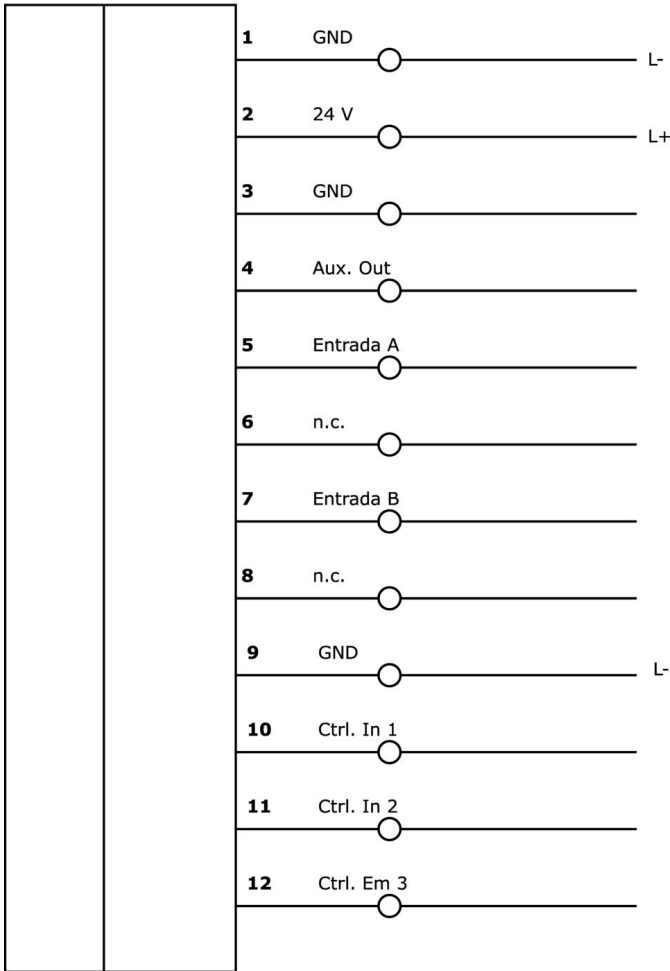 1 GND L-
2 24 V L+
3 GND
4 Aux. Out
5 Entrada A
6 n.c.
7 Entrada B
8 n.c.
9 GND L-
10 Ctrl. In 1
11 Ctrl. In 2
12 Ctrl. Em 3